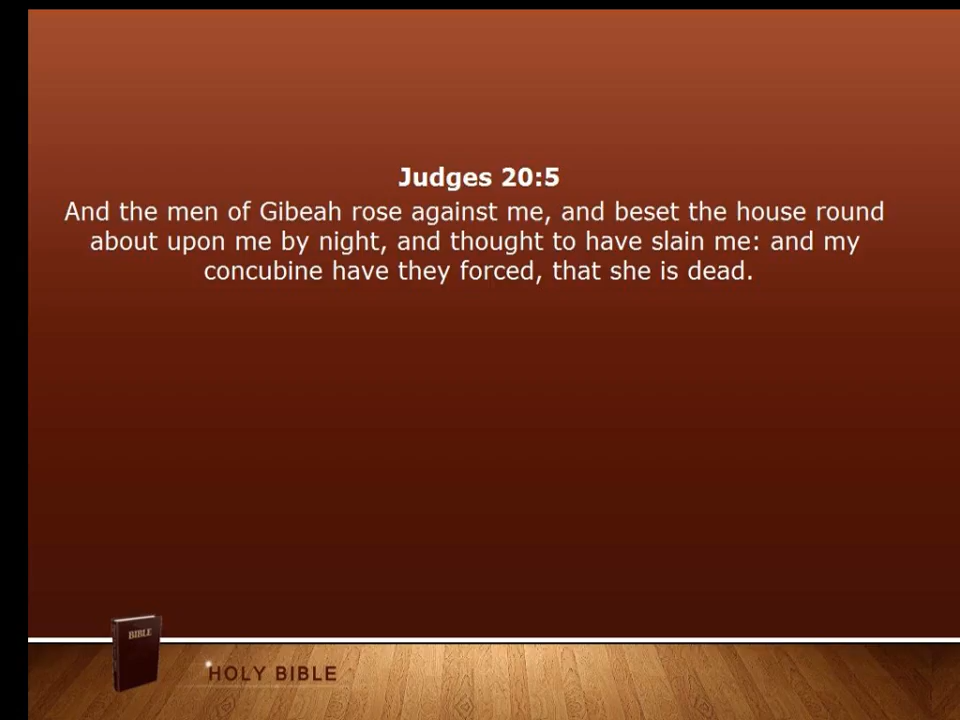 Judges 20:5
And the men of Gibeah rose against me, and beset the house round
about upon me by night, and thought to have slain me: and my
concubine have they forced, that she is dead.
BIBLE
HOLY BIBLE